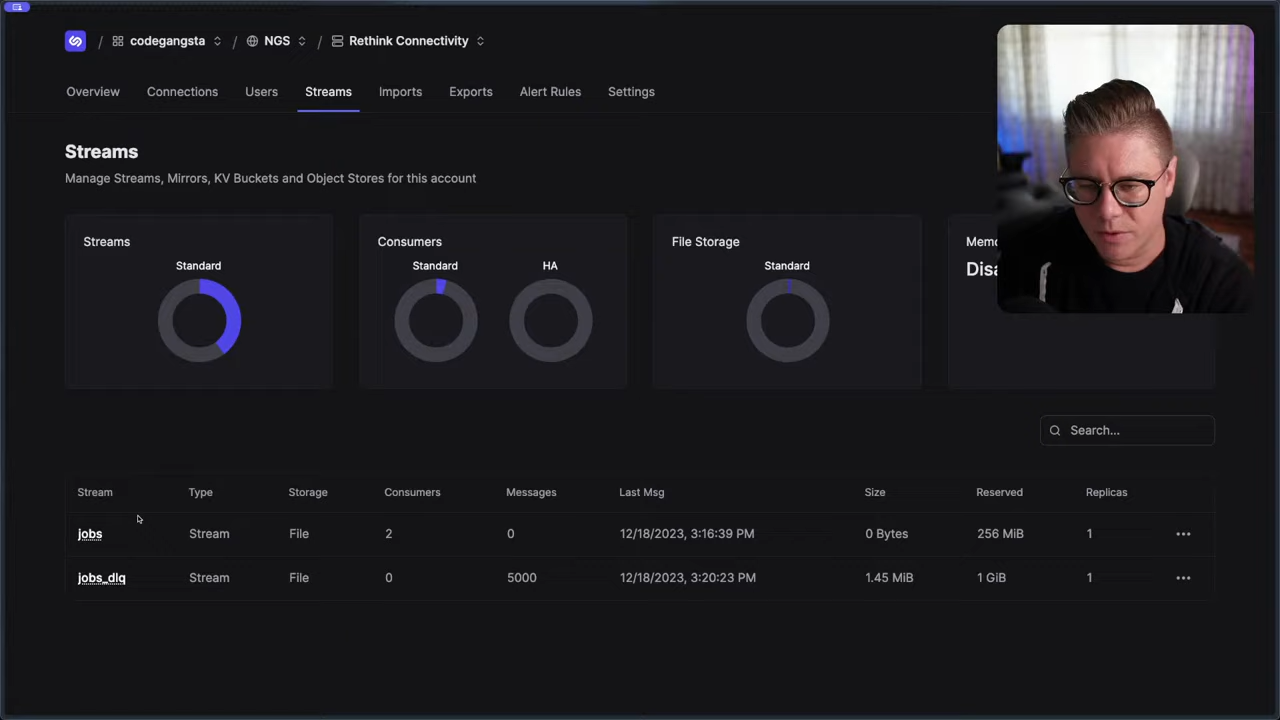 / codegangsta / NGS / Rethink Connectivity
Overview Connections Users Streams Imports Exports Alert Rules Settings
Streams
Manage Streams, Mirrors, KV Buckets and Object Stores for this account
Streams Consumers File Storage
Standard Standard HA Standard
Search...
Stream Type Storage Consumers Messages Last Msg Size Reserved Replicas
jobs Stream File 2 0 12/18/2023, 3:16:39 PM 0 Bytes 256 MiB 1
jobs_dlq Stream File 0 5000 12/18/2023, 3:20:23 PM 1.45 MiB 1 GiB 1